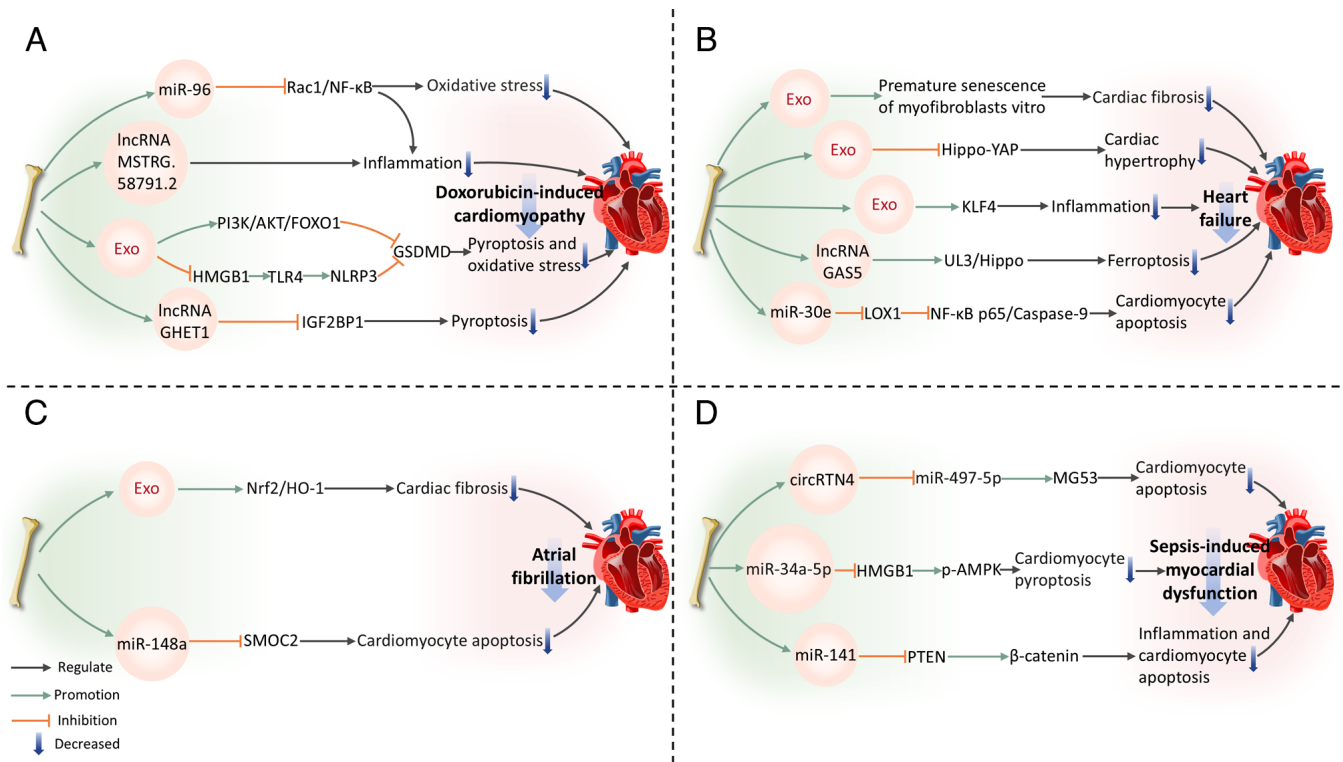 A
miR-96
Rac1/NF-κB
Oxidative stress
lncRNA
MSTRG.
58791.2
Inflammation
Doxorubicin-induced
cardiomyopathy
Exo
PI3K/AKT/FOXO1
HMGB1
TLR4
NLRP3
GSDMD
Pyroptosis and
oxidative stress
lncRNA
GHET1
IGF2BP1
Pyroptosis
B
Exo
Premature senescence
of myofibroblasts vitro
Cardiac fibrosis
Exo
Hippo-YAP
Cardiac
hypertrophy
Exo
KLF4
Inflammation
Heart
failure
lncRNA
GAS5
UL3/Hippo
Ferroptosis
miR-30e
LOX1
NF-κB p65/Caspase-9
Cardiomyocyte
apoptosis
C
Exo
Nrf2/HO-1
Cardiac fibrosis
Atrial
fibrillation
miR-148a
SMOC2
Cardiomyocyte apoptosis
Regulate
Promotion
Inhibition
Decreased
D
circRTN4
miR-497-5p
MG53
Cardiomyocyte
apoptosis
miR-34a-5p
HMGB1
p-AMPK
Cardiomyocyte
pyroptosis
Sepsis-induced
myocardial
dysfunction
miR-141
PTEN
β-catenin
Inflammation and
cardiomyocyte
apoptosis